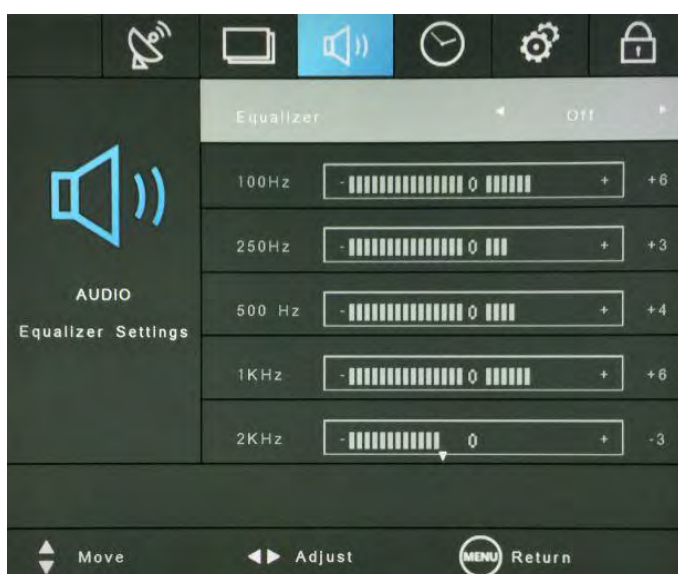 Equalizer Off
100Hz - 0 + +6
250Hz - 0 + +3
500 Hz - 0 + +4
1KHz - 0 + +6
2KHz - 0 + -3
AUDIO
Equalizer Settings
Move Adjust MENU Return